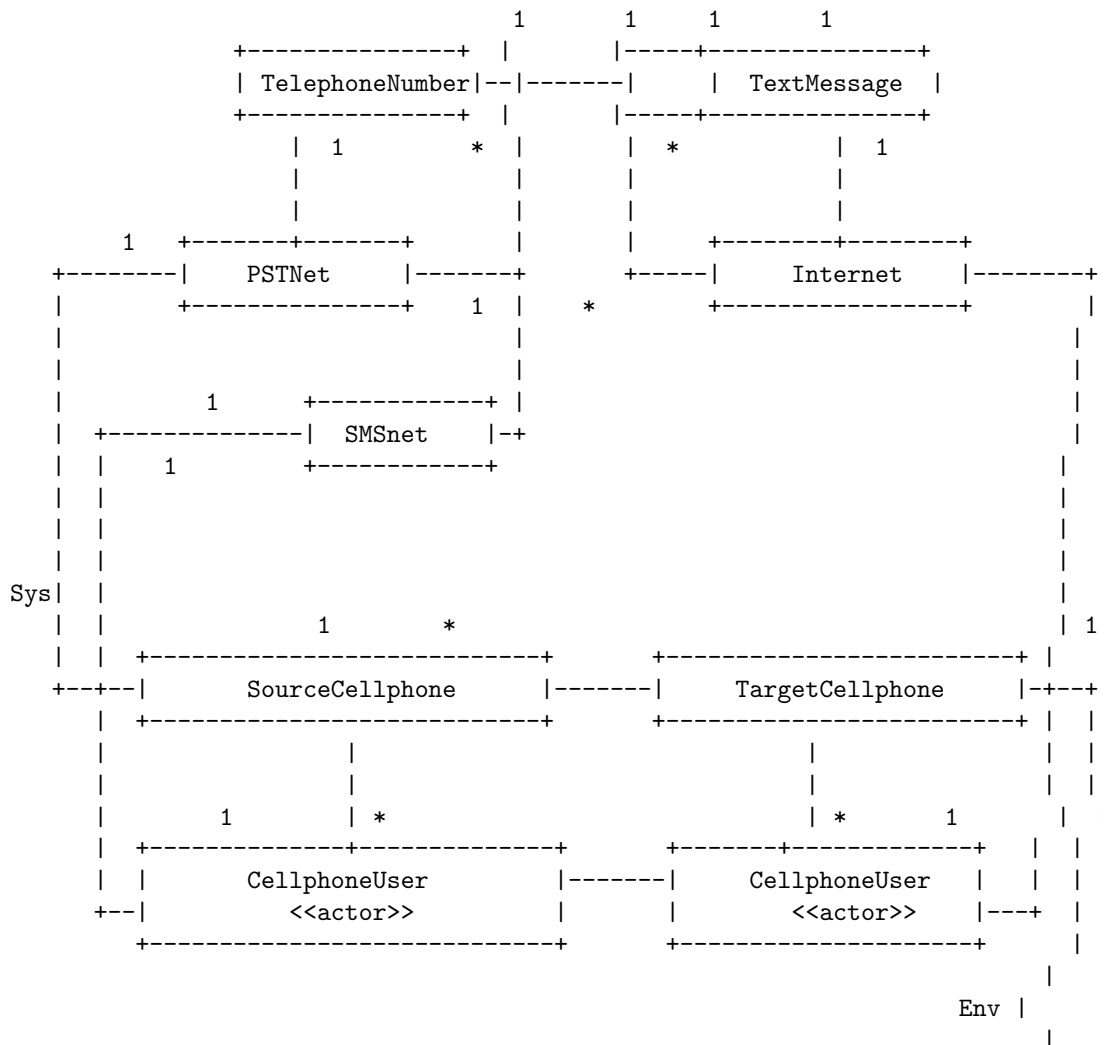 1 1 1 1
TelephoneNumber TextMessage
1 * * 1
1
PSTNet Internet
1 *
1
SMSnet
1
Sys
1 * 1
SourceCellphone TargetCellphone
1 * * 1
CellphoneUser CellphoneUser
<<actor>> <<actor>>
Env